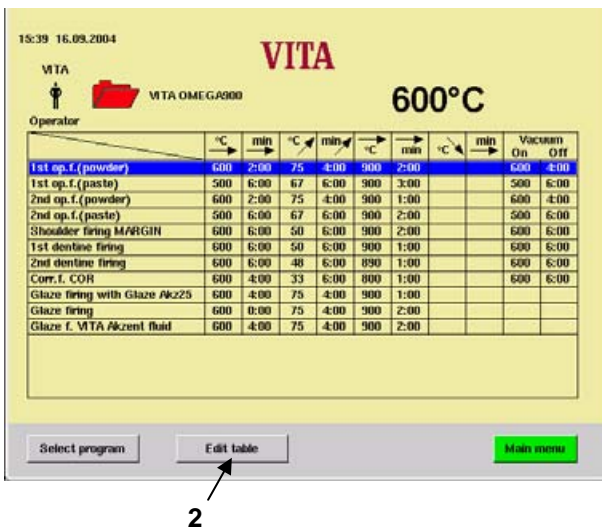 15:39 16.09.2004
VITA
VITA
VITA OMEGA900
600°C
Operator
°C min °C min °C min °C min Vacuum
On Off
1st op.f.(powder) 600 2:00 75 4:00 900 2:00 600 4:00
1st op.f.(paste) 500 6:00 67 6:00 900 3:00 500 6:00
2nd op.f.(powder) 600 2:00 75 4:00 900 1:00 600 4:00
2nd op.f.(paste) 500 6:00 67 6:00 900 2:00 500 6:00
Shoulder firing MARGIN 600 6:00 50 6:00 900 2:00 600 6:00
1st dentine firing 600 6:00 50 6:00 900 1:00 600 6:00
2nd dentine firing 600 6:00 48 6:00 890 1:00 600 6:00
Corr.f. COR 600 4:00 33 6:00 800 1:00 600 6:00
Glaze firing with Glaze Akz25 600 4:00 75 4:00 900 1:00
Glaze firing 600 0:00 75 4:00 900 2:00
Glaze f. VITA Akzent fluid 600 4:00 75 4:00 900 2:00
Select program Edit table Main menu
2